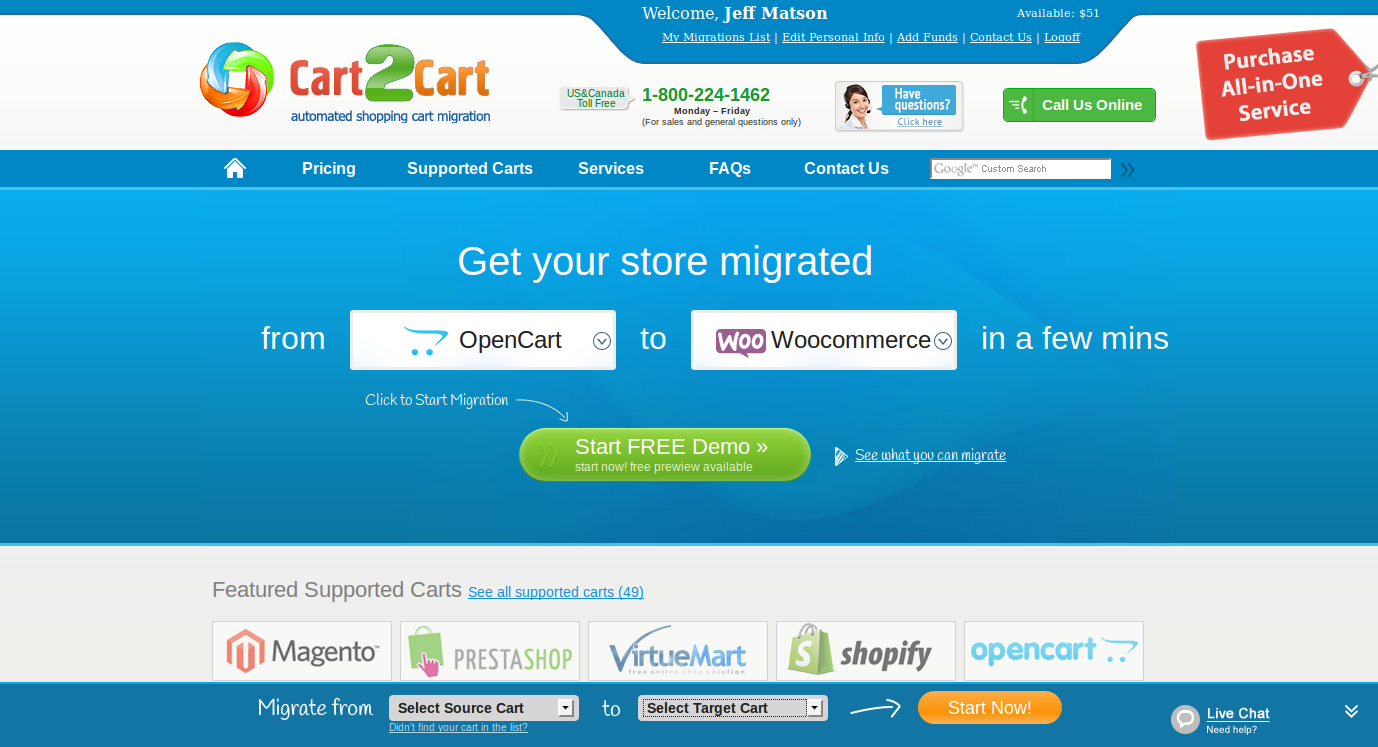 Welcome, Jeff Matson
Available: $51
My Migrations List | Edit Personal Info | Add Funds | Contact Us | Logoff
Cart2Cart
automated shopping cart migration
US&Canada
Toll Free
1-800-224-1462
Monday – Friday
(For sales and general questions only)
Have
questions?
Click here
Call Us Online
Purchase
All-in-One
Service
Pricing
Supported Carts
Services
FAQs
Contact Us
Google™ Custom Search
Get your store migrated
from
OpenCart
to
Woo Woocommerce
in a few mins
Click to Start Migration
Start FREE Demo »
start now! free prewiew available
See what you can migrate
Featured Supported Carts See all supported carts (49)
Magento™
PRESTASHOP
VirtueMart
free online shop solution
S shopify
opencart
Migrate from
Select Source Cart
to
Select Target Cart
Start Now!
Didn't find your cart in the list?
Live Chat
Need help?